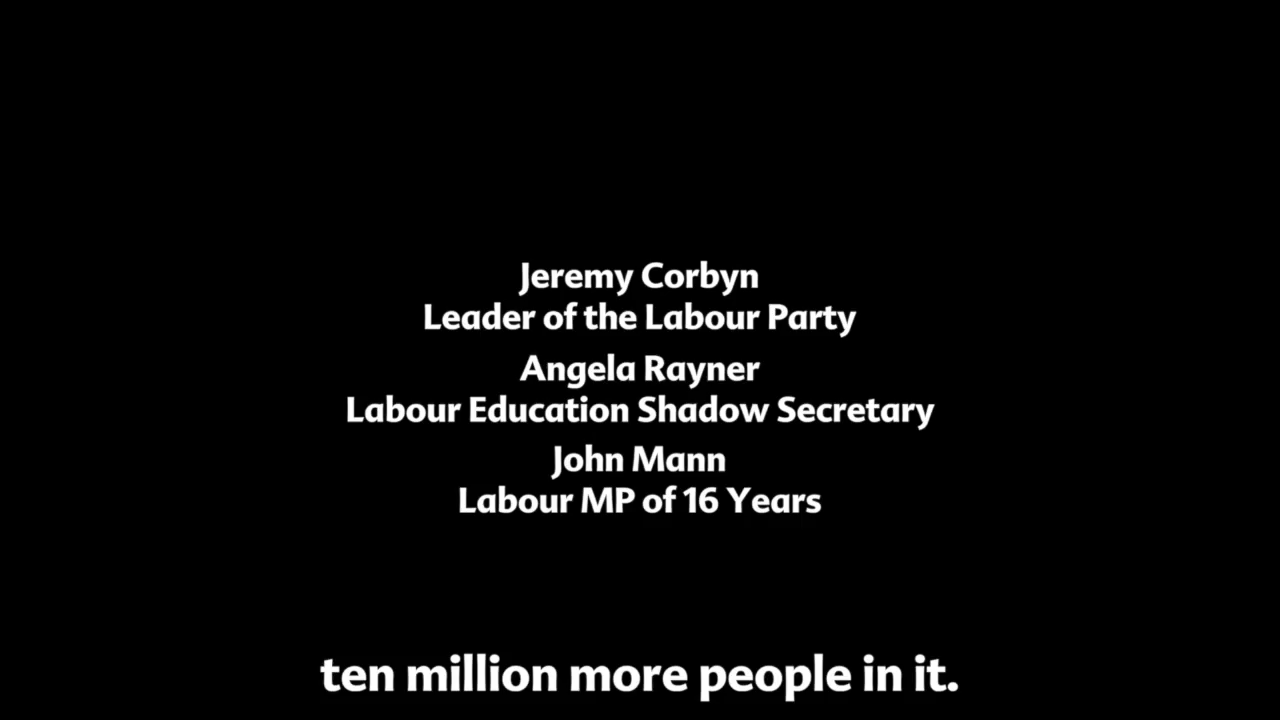 Jeremy Corbyn
Leader of the Labour Party
Angela Rayner
Labour Education Shadow Secretary
John Mann
Labour MP of 16 Years
ten million more people in it.